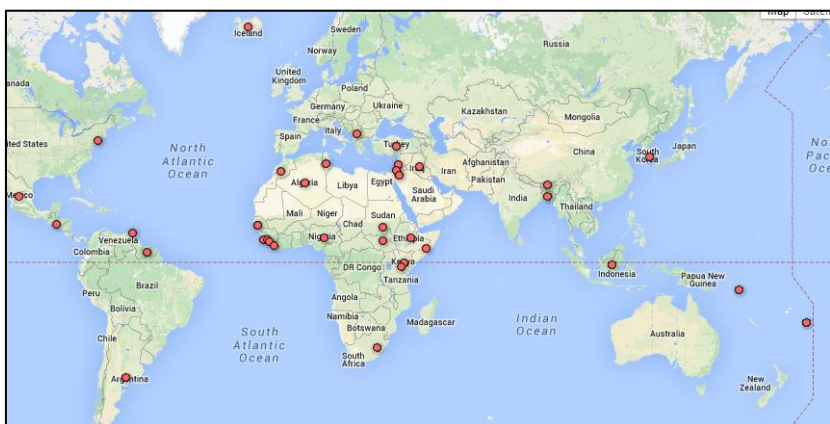 Map
Iceland
Sweden
Norway
Russia
anada
United
Kingdom
Poland
Germany
Ukraine
Kazakhstan
Mongolia
France
Italy
Spain
Turkey
ited States
North
Atlantic
Ocean
China
South
Korea
Japan
Afghanistan
Iran
Pakistan
Algeria
Libya
Egypt
Saudi
Arabia
India
Thailand
Mexico
Mali
Niger
Chad
Sudan
Nigeria
Ethiopia
Venezuela
Colombia
DR Congo
Kenya
Tanzania
Indonesia
Papua New
Guinea
Peru
Brazil
Bolivia
Angola
Namibia
Botswana
Madagascar
Indian
Ocean
Australia
Chile
South
Atlantic
Ocean
South
Africa
Argentina
New
Zealand